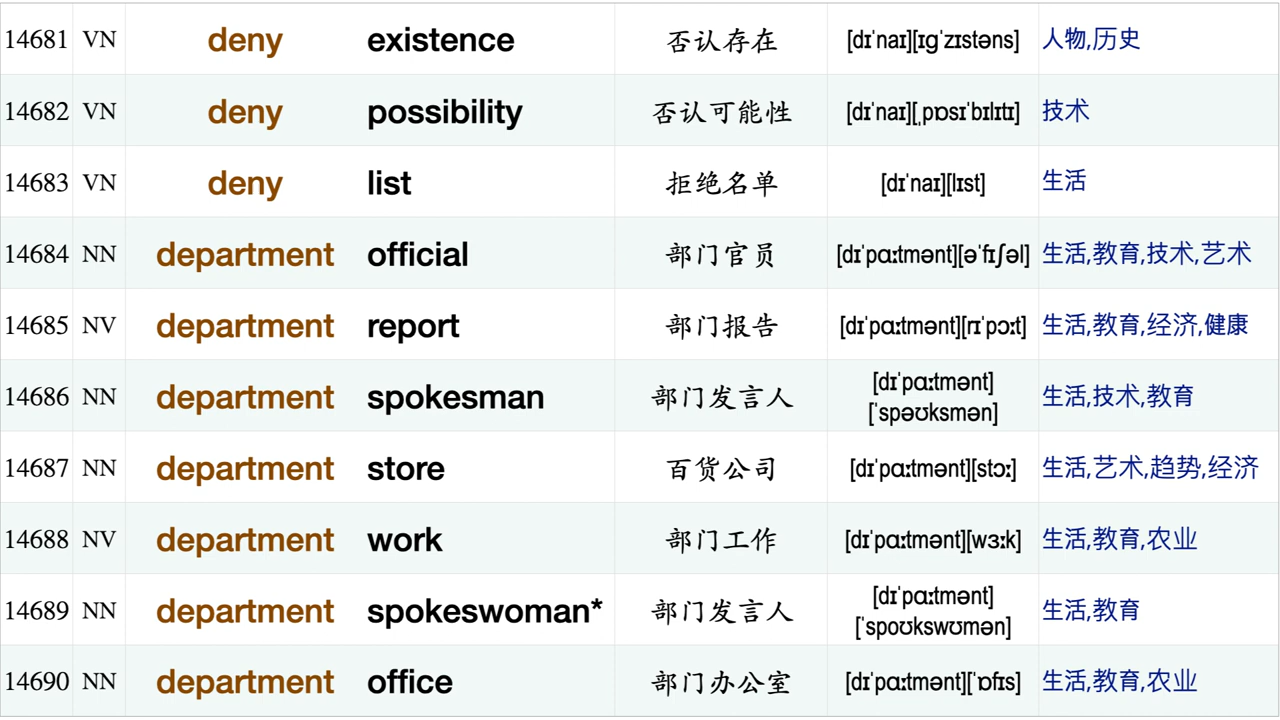 14681 VN deny existence 否认存在 [dɪˈnaɪ][ɪɡˈzɪstəns] 人物,历史
14682 VN deny possibility 否认可能性 [dɪˈnaɪ][ˌpɒsɪˈbɪlɪtɪ] 技术
14683 VN deny list 拒绝名单 [dɪˈnaɪ][lɪst] 生活
14684 NN department official 部门官员 [dɪˈpɑːtmənt][əˈfɪʃəl] 生活,教育,技术,艺术
14685 NV department report 部门报告 [dɪˈpɑːtmənt][rɪˈpɔːt] 生活,教育,经济,健康
14686 NN department spokesman 部门发言人 [dɪˈpɑːtmənt]
[ˈspəʊksmən] 生活,技术,教育
14687 NN department store 百货公司 [dɪˈpɑːtmənt][stɔː] 生活,艺术,趋势,经济
14688 NV department work 部门工作 [dɪˈpɑːtmənt][wɜːk] 生活,教育,农业
14689 NN department spokeswoman* 部门发言人 [dɪˈpɑːtmənt]
[ˈspoʊkswʊmən] 生活,教育
14690 NN department office 部门办公室 [dɪˈpɑːtmənt][ˈɒfɪs] 生活,教育,农业